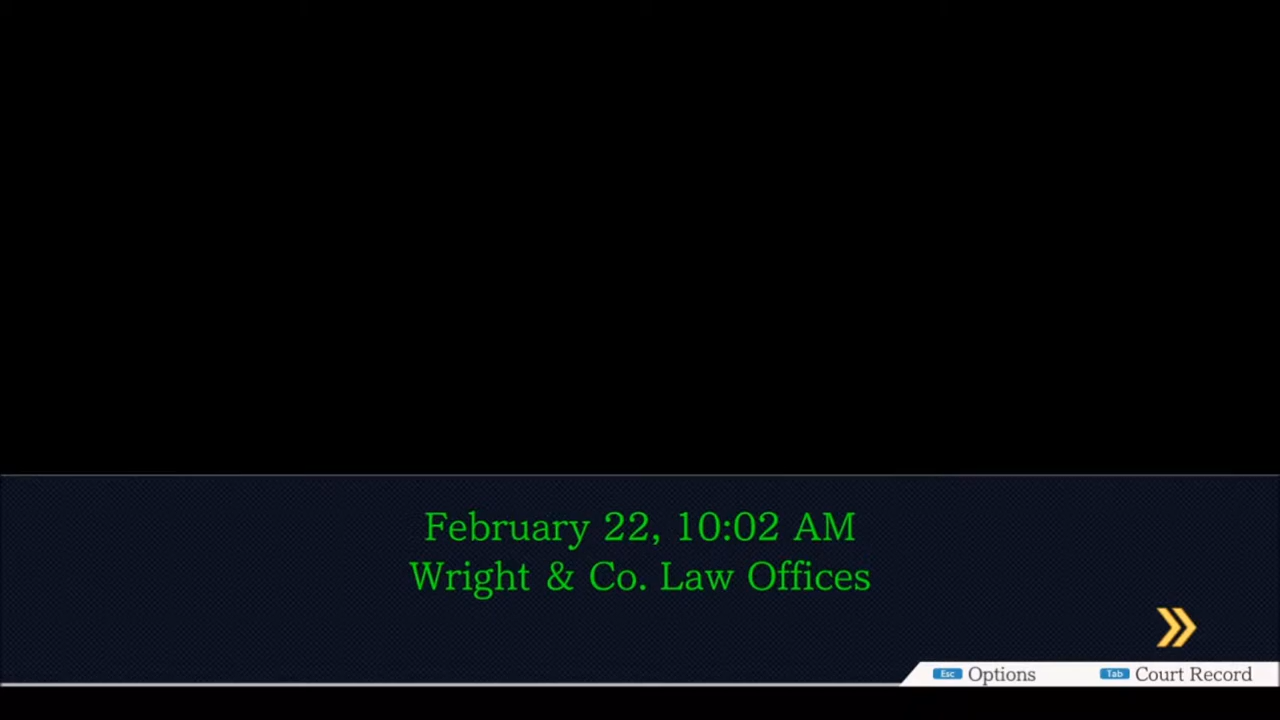 February 22, 10:02 AM
Wright & Co. Law Offices
Esc Options Tab Court Record